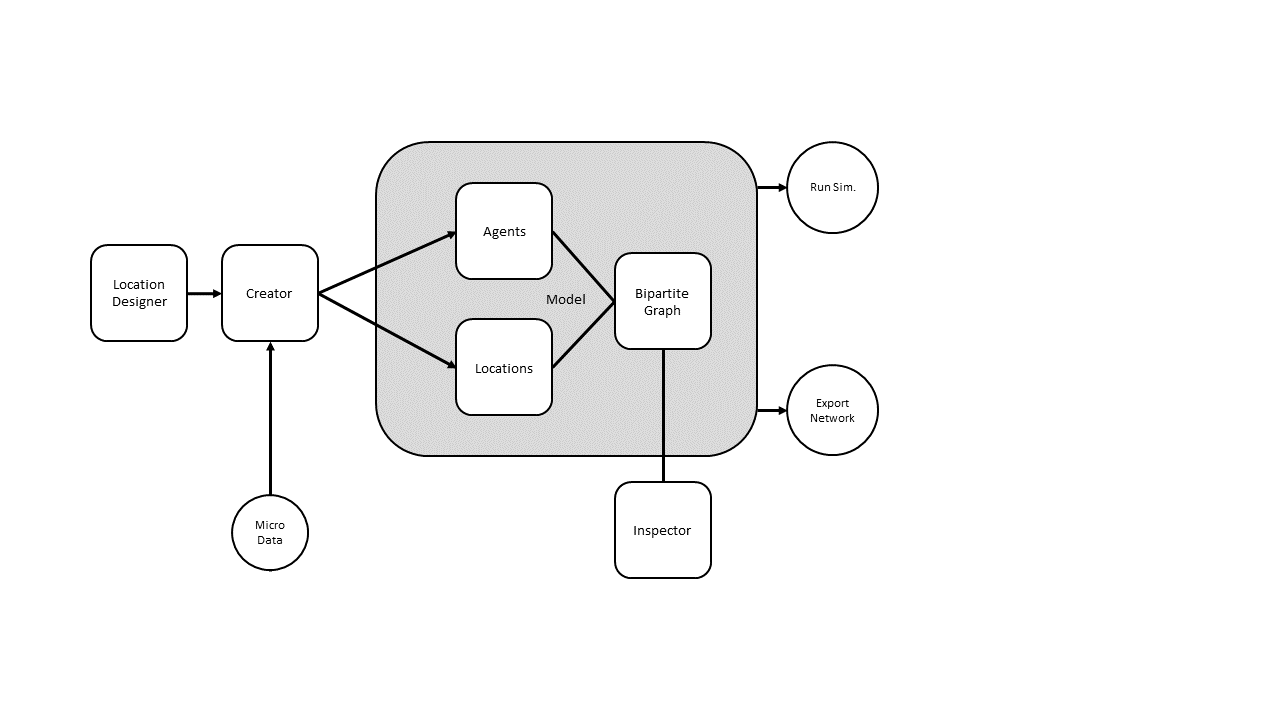 Location
Designer
Creator
Agents
Locations
Model
Bipartite
Graph
Run Sim.
Export
Network
Micro
Data
Inspector